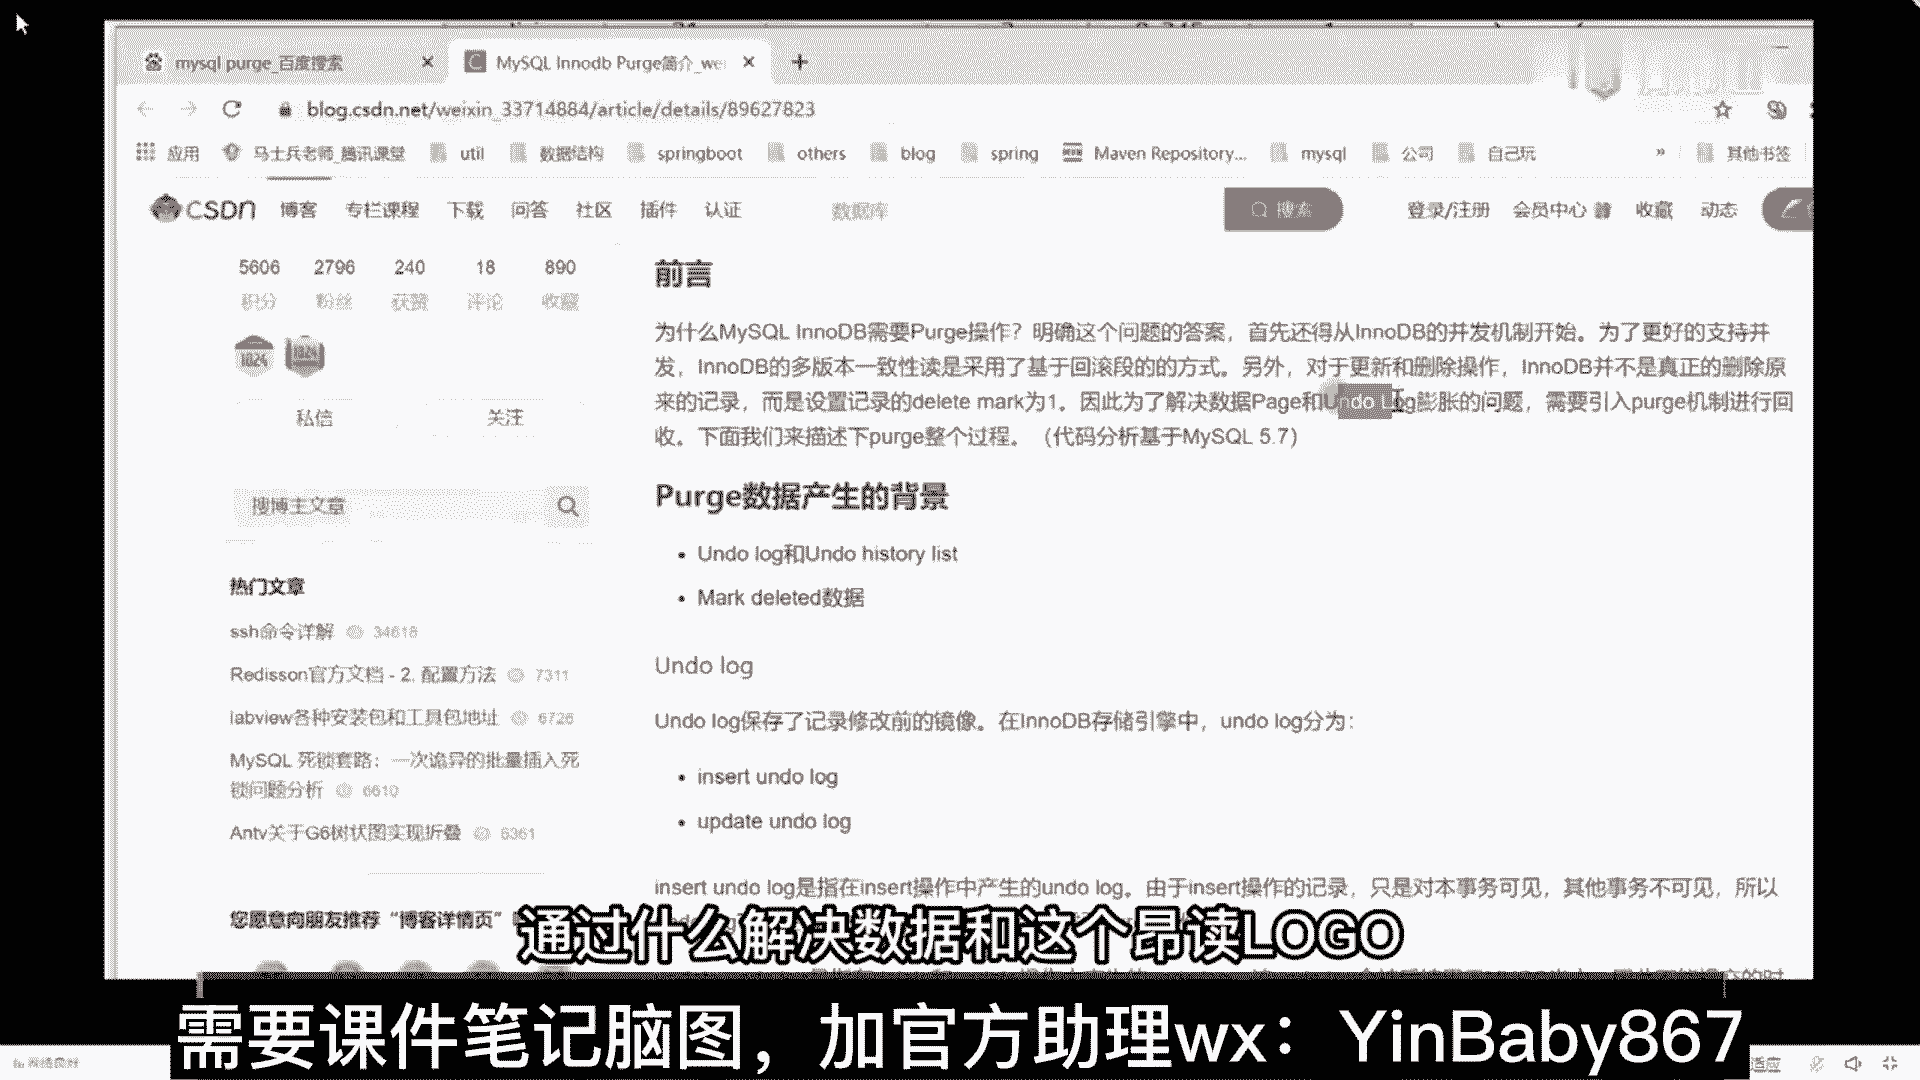 mysql purge_百度搜索
MySQL Innodb Purge简介_we
blog.csdn.net/weixin_33714884/article/details/89627823
应用 马士兵老师_腾讯课堂 util 数据结构 springboot others blog spring Maven Repository... mysql 公司 自己玩 » 其他书签
CSDN 博客 专栏课程 下载 问答 社区 插件 认证 数据库 搜索 登录/注册 会员中心 收藏 动态
5606 2796 240 18 890
积分 粉丝 获赞 评论 收藏
1024
私信 关注
搜博主文章
热门文章
ssh命令详解 34618
Redisson官方文档 - 2. 配置方法 7311
labview各种安装包和工具包地址 6726
MySQL 死锁套路：一次诡异的批量插入死
锁问题分析 6610
Antv关于G6树状图实现折叠 6361
您愿意向朋友推荐“博客详情页”
前言
为什么MySQL InnoDB需要Purge操作？明确这个问题的答案，首先还得从InnoDB的并发机制开始。为了更好的支持并
发，InnoDB的多版本一致性读是采用了基于回滚段的的方式。另外，对于更新和删除操作，InnoDB并不是真正的删除原
来的记录，而是设置记录的delete mark为1。因此为了解决数据Page和Undo Log膨胀的问题，需要引入purge机制进行回
收。下面我们来描述下purge整个过程。（代码分析基于MySQL 5.7）
Purge数据产生的背景
Undo log和Undo history list
Mark deleted数据
Undo log
Undo log保存了记录修改前的镜像。在InnoDB存储引擎中，undo log分为：
insert undo log
update undo log
insert undo log是指在insert操作中产生的undo log。由于insert操作的记录，只是对本事务可见，其他事务不可见，所以
通过什么解决数据和这个昂读LOGO
需要课件笔记脑图，加官方助理wx：YinBaby867
适应